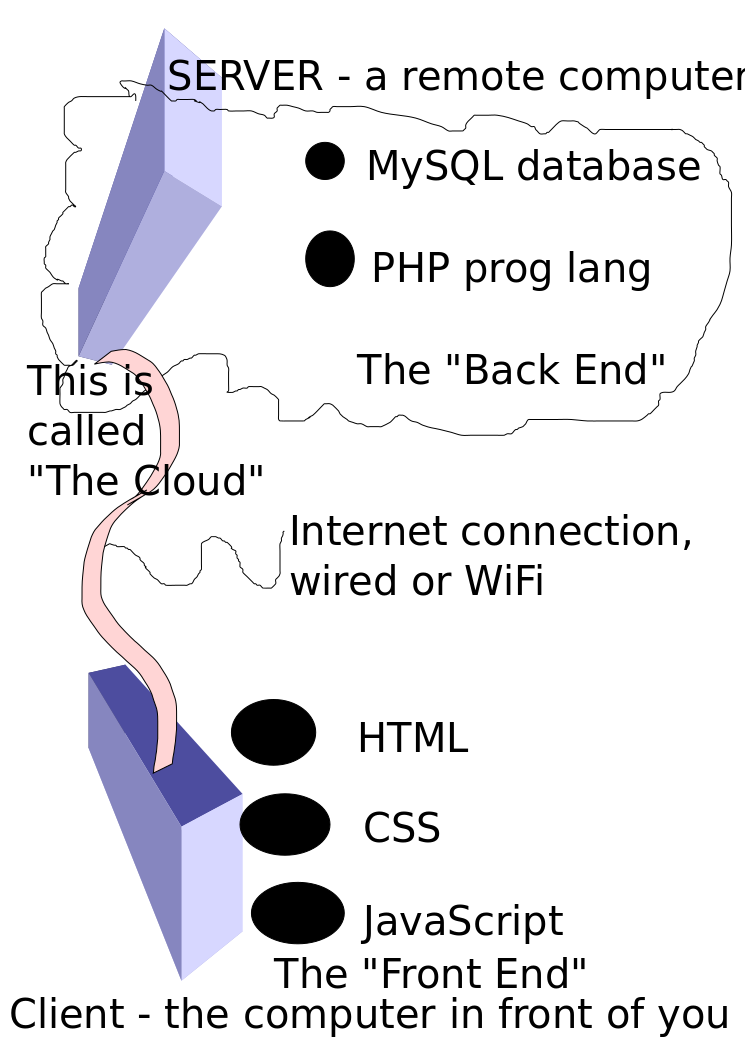 SERVER - a remote computer
MySQL database
PHP prog lang
The "Back End"
This is
called
"The Cloud"
Internet connection,
wired or WiFi
HTML
CSS
JavaScript
The "Front End"
Client - the computer in front of you